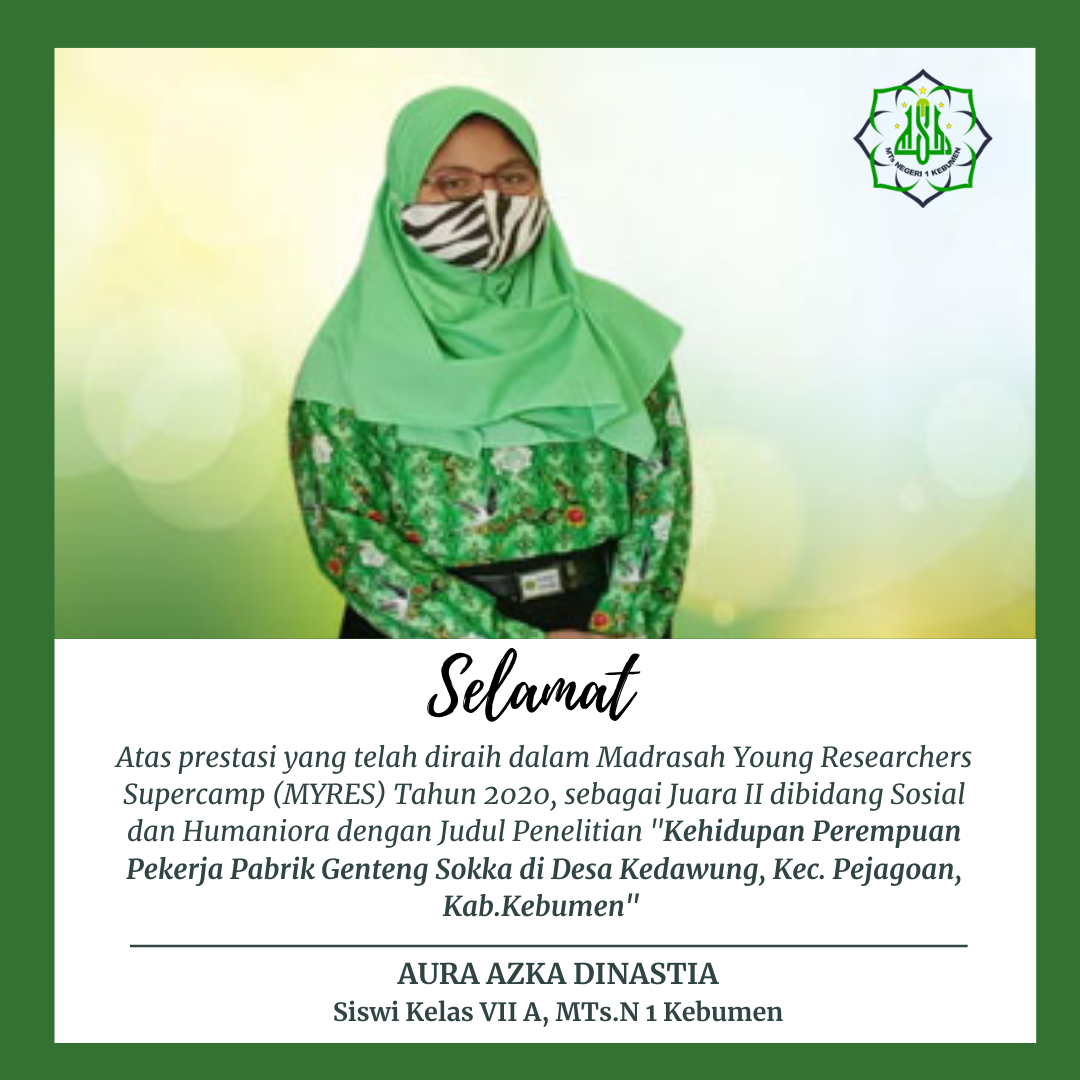 MTs NEGERI 1 KEBUMEN
Selamat
Atas prestasi yang telah diraih dalam Madrasah Young Researchers
Supercamp (MYRES) Tahun 2020, sebagai Juara II dibidang Sosial
dan Humaniora dengan Judul Penelitian "Kehidupan Perempuan
Pekerja Pabrik Genteng Sokka di Desa Kedawung, Kec. Pejagoan,
Kab.Kebumen"
AURA AZKA DINASTIA
Siswi Kelas VII A, MTs.N 1 Kebumen